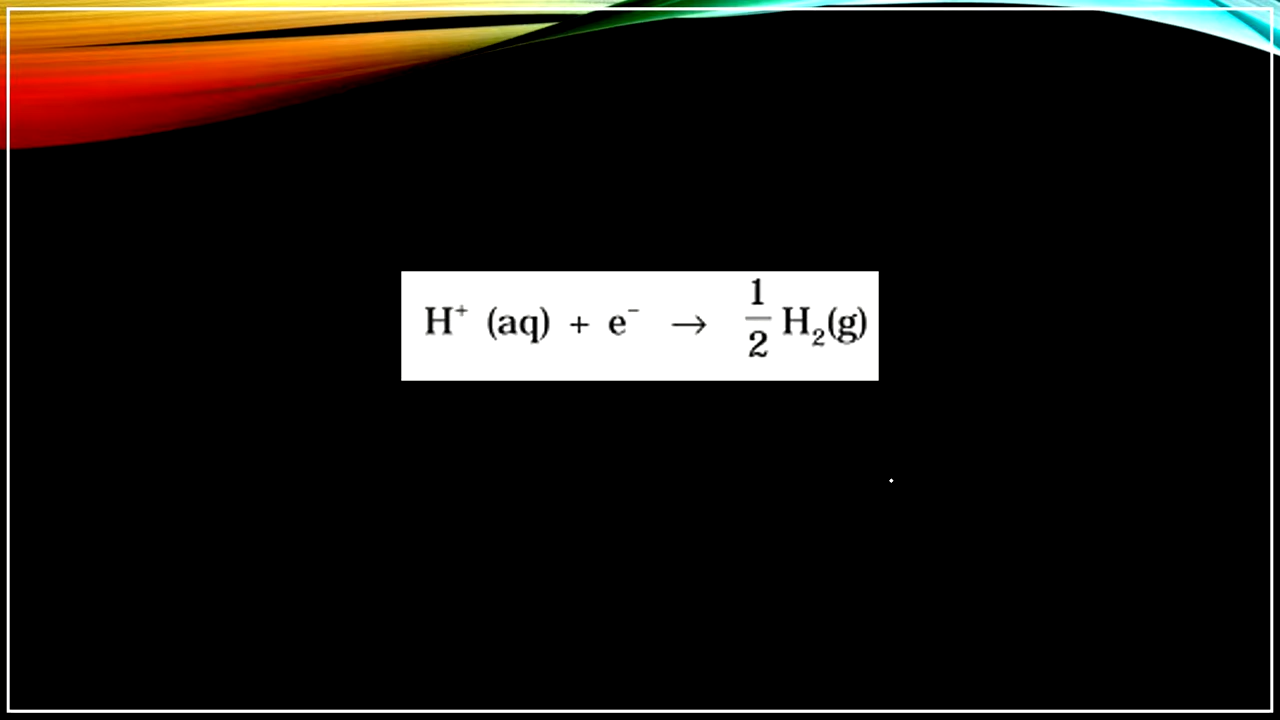 H⁺ (aq) + e⁻ → 1/2 H₂(g)